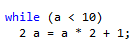 while (a < 10)
2 a = a * 2 + 1;